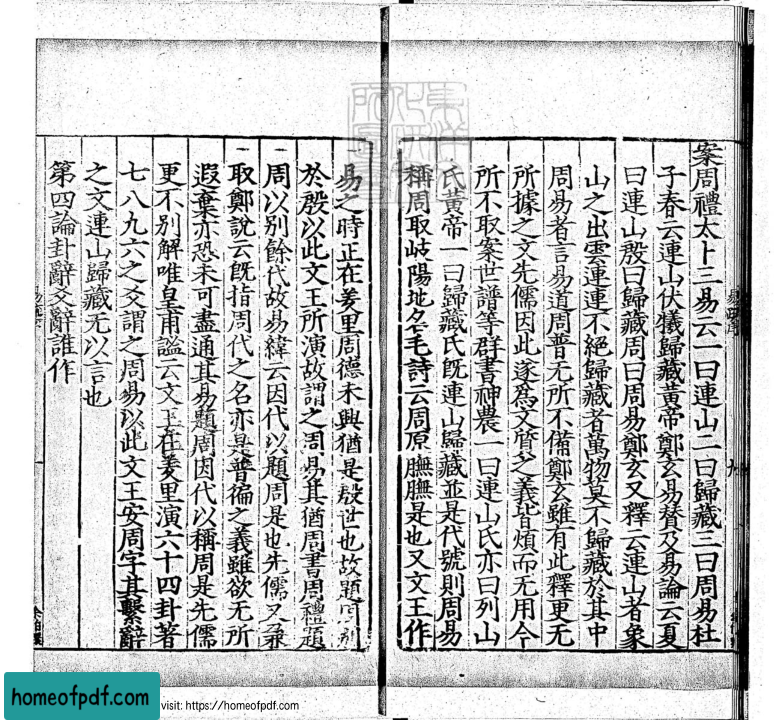 案周禮太卜三易云一曰連山二曰歸藏三曰周易杜
子春云連山伏犧歸藏黃帝鄭玄易贊及易論云夏
曰連山殷曰歸藏周曰周易鄭玄又釋云連山者象
山之出雲連連不絕歸藏者萬物莫不歸藏於其中
周易者言易道周普无所不備鄭玄雖有此釋更无
所據之文先儒因此遂為文質之義皆煩而无用今
所不取案世譜等群書神農一曰連山氏亦曰列山
氏黃帝一曰歸藏氏旣連山歸藏並是代號則周易
稱周取岐陽地名毛詩云周原膴膴是也又文王作
易之時正在羑里周德未興猶是殷世也故題周別
於殷以此文王所演故謂之周易其猶周書周禮題
周以別餘代故易緯云因代以題周是也先儒又兼
取鄭說云旣指周代之名亦是普徧之義雖欲无所
遐棄亦恐未可盡通其易題周因代以稱周是先儒
更不別解唯皇甫謐云文王在羑里演六十四卦著
七八九六之爻謂之周易以此文王安周字其繫辭
之文連山歸藏无以言也
第四論卦辭爻辭誰作
homeofpdf.com
visit: https://homeofpdf.com